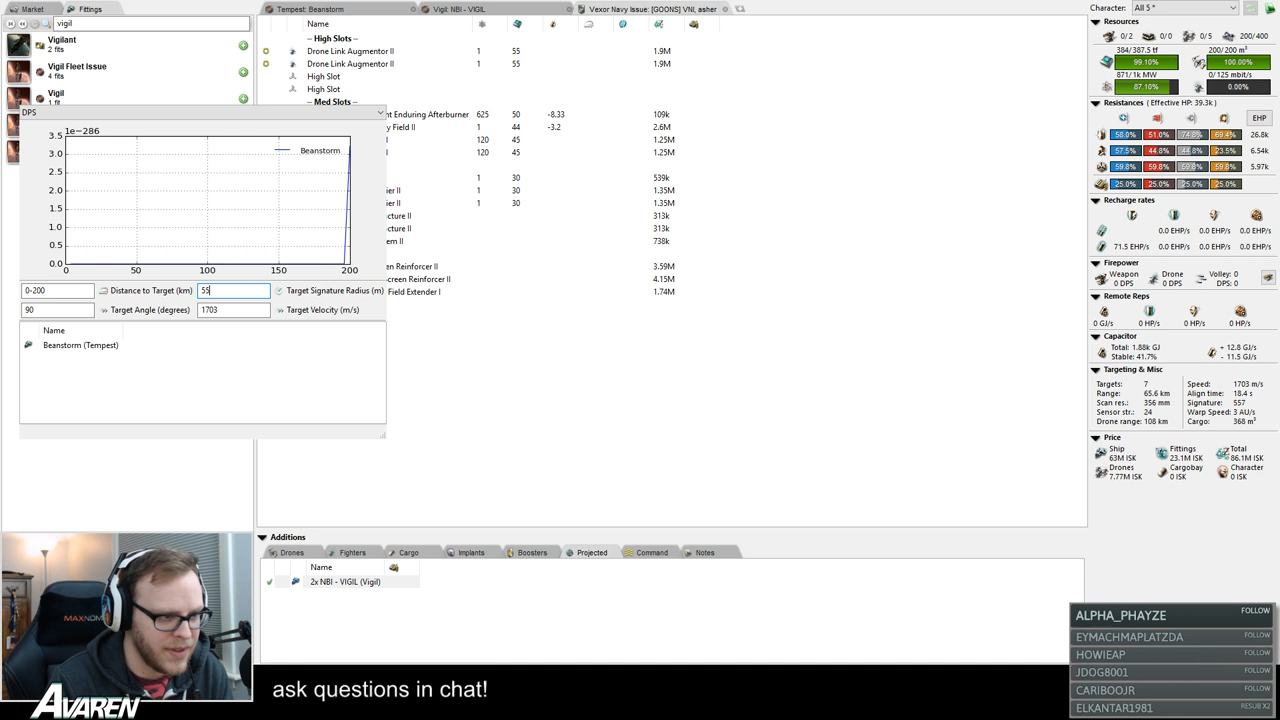 Market
Fittings
Tempest: Beanstorm
Vigil: NBI - VIGIL
Vexor Navy Issue: [GOONS] VNI, asher
Character:
All 5 *
vigil
Vigilant
2 fits
Vigil Fleet Issue
4 fits
Vigil
1 fit
Name
– High Slots –
Drone Link Augmentor II 1 55 1.9M
Drone Link Augmentor II 1 55 1.9M
High Slot
High Slot
– Med Slots –
nt Enduring Afterburner 625 50 -8.33 109k
y Field II 1 44 -3.2 2.6M
I 120 45 1.25M
I 120 45 1.25M
1 30 539k
ier II 1 30 1.35M
ier II 1 30 1.35M
cture II 313k
cture II 313k
em II 738k
en Reinforcer II 3.59M
-screen Reinforcer II 4.15M
Field Extender I 1.74M
DPS
1e-286
3.5
3.0
2.5
2.0
1.5
1.0
0.5
0.0
0 50 100 150 200
Beanstorm
0-200
Distance to Target (km)
55
Target Signature Radius (m)
90
Target Angle (degrees)
1703
Target Velocity (m/s)
Name
Beanstorm (Tempest)
Resources
0/2 0/0 0/5 200/400
384/387.5 tf 200/200 m³
99.10% 100.00%
871/1k MW 0/125 mbit/s
87.10% 0.00%
Resistances ( Effective HP: 39.3k )
EHP
58.0% 51.0% 74.8% 69.4% 26.8k
57.5% 44.8% 44.8% 23.5% 6.54k
59.8% 59.8% 59.8% 59.8% 5.97k
25.0% 25.0% 25.0% 25.0%
Recharge rates
0.0 EHP/s 0.0 EHP/s 0.0 EHP/s
71.5 EHP/s 0.0 EHP/s 0.0 EHP/s 0.0 EHP/s
Firepower
Weapon
0 DPS
Drone
0 DPS
Volley: 0
DPS: 0
Remote Reps
0 GJ/s 0 HP/s 0 HP/s 0 HP/s
Capacitor
Total: 1.88k GJ
Stable: 41.7%
+ 12.8 GJ/s
- 11.5 GJ/s
Targeting & Misc
Targets: 7
Range: 65.6 km
Scan res.: 356 mm
Sensor str.: 24
Drone range: 108 km
Speed: 1703 m/s
Align time: 18.4 s
Signature: 557
Warp Speed: 3 AU/s
Cargo: 368 m³
Price
Ship
63M ISK
Fittings
23.1M ISK
Total
86.1M ISK
Drones
7.77M ISK
Cargobay
0 ISK
Character
0 ISK
Additions
Drones
Fighters
Cargo
Implants
Boosters
Projected
Command
Notes
Name
2x NBI - VIGIL (Vigil)
MAXNOM
AVAREN
ask questions in chat!
ALPHA_PHAYZE FOLLOW
EYMACHMAPLATZDA FOLLOW
HOWIEAP FOLLOW
JDOG8001 FOLLOW
CARIBOOJR FOLLOW
ELKANTAR1981 RESUB X2